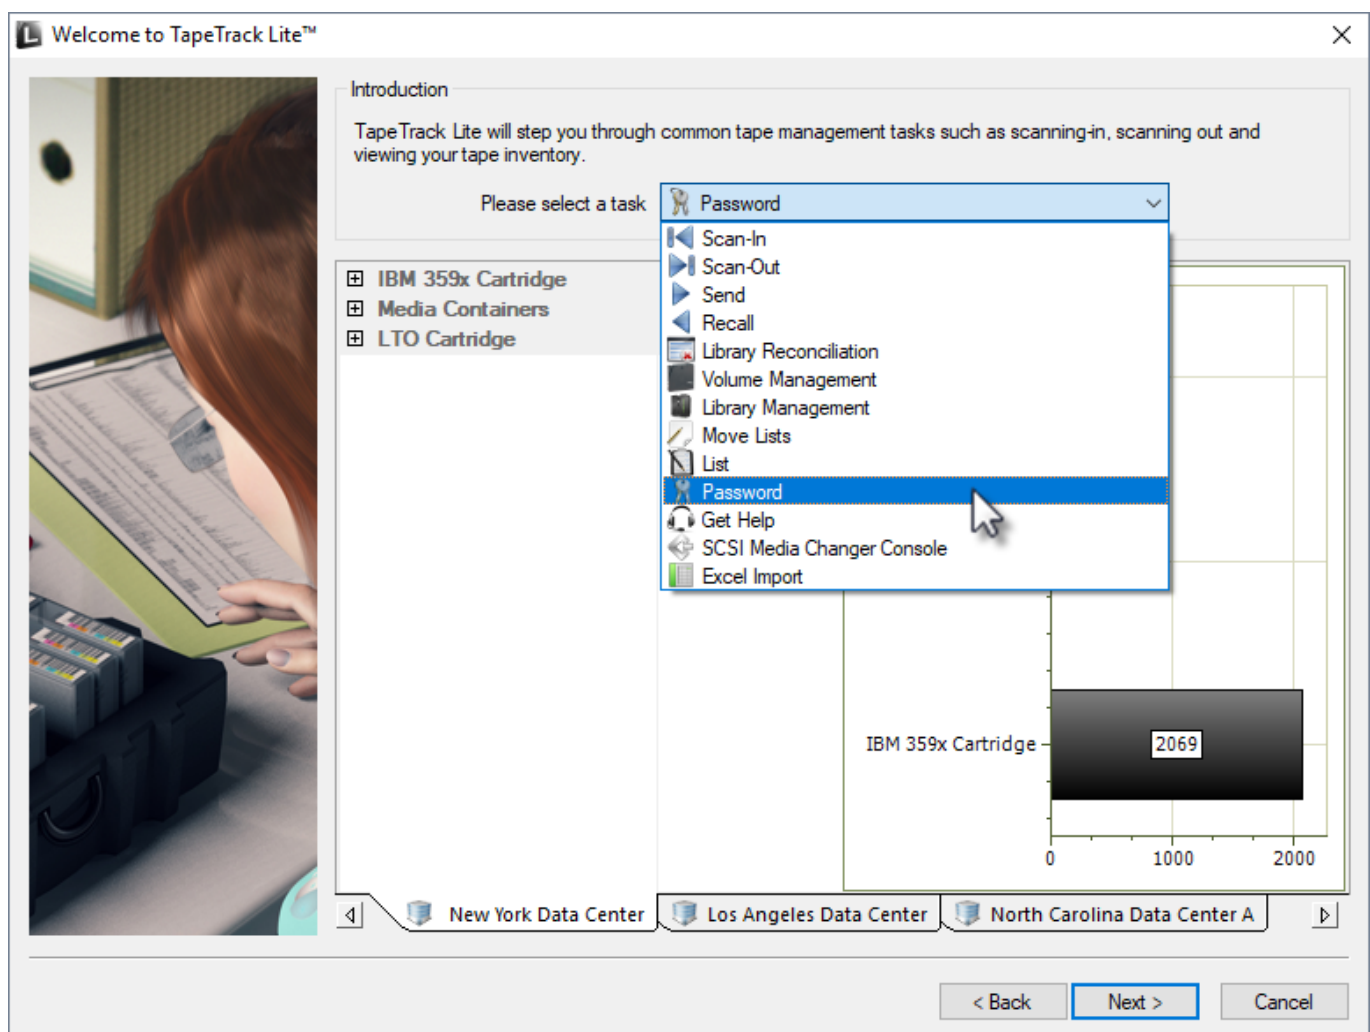 Welcome to TapeTrack Lite™
Introduction
TapeTrack Lite will step you through common tape management tasks such as scanning-in, scanning out and
viewing your tape inventory.
Please select a task
Password
Scan-In
Scan-Out
Send
Recall
Library Reconciliation
Volume Management
Library Management
Move Lists
List
Password
Get Help
SCSI Media Changer Console
Excel Import
IBM 359x Cartridge
Media Containers
LTO Cartridge
IBM 359x Cartridge
2069
0 1000 2000
New York Data Center
Los Angeles Data Center
North Carolina Data Center A
< Back
Next >
Cancel